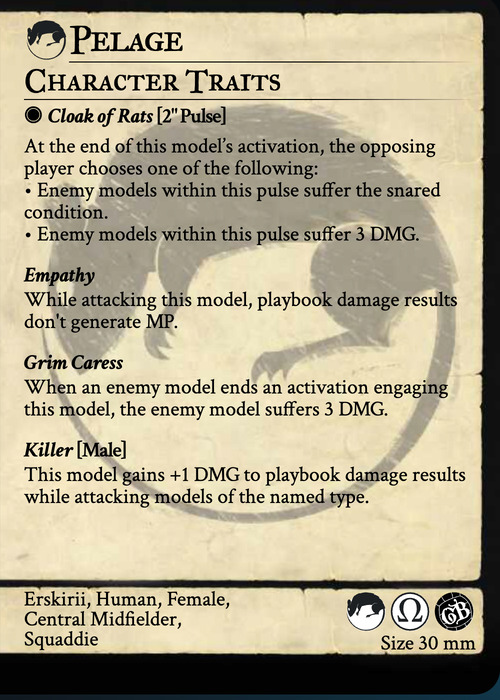 Pelage
Character Traits
Cloak of Rats [2" Pulse]
At the end of this model's activation, the opposing
player chooses one of the following:
• Enemy models within this pulse suffer the snared
condition.
• Enemy models within this pulse suffer 3 DMG.
Empathy
While attacking this model, playbook damage results
don't generate MP.
Grim Caress
When an enemy model ends an activation engaging
this model, the enemy model suffers 3 DMG.
Killer [Male]
This model gains +1 DMG to playbook damage results
while attacking models of the named type.
Erskirii, Human, Female,
Central Midfielder,
Squaddie
Ω GB
Size 30 mm